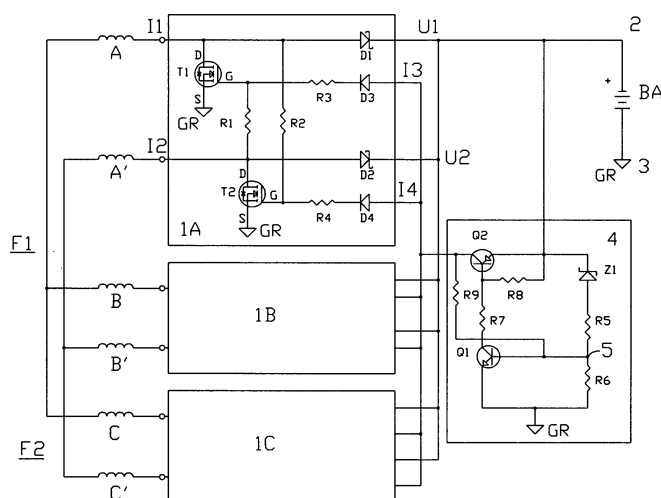 I1 U1 2
A D D1
T1 G I3
+
S R3 D3 BA
GR R1 R2
I2 U2 3
A' D D2 GR
T2 G I4
S R4 D4
1A GR
F1
Q2 4
Z1
B 1B R9 R8
R7 R5
B' Q1 5
R6
C 1C GR
F2
C'